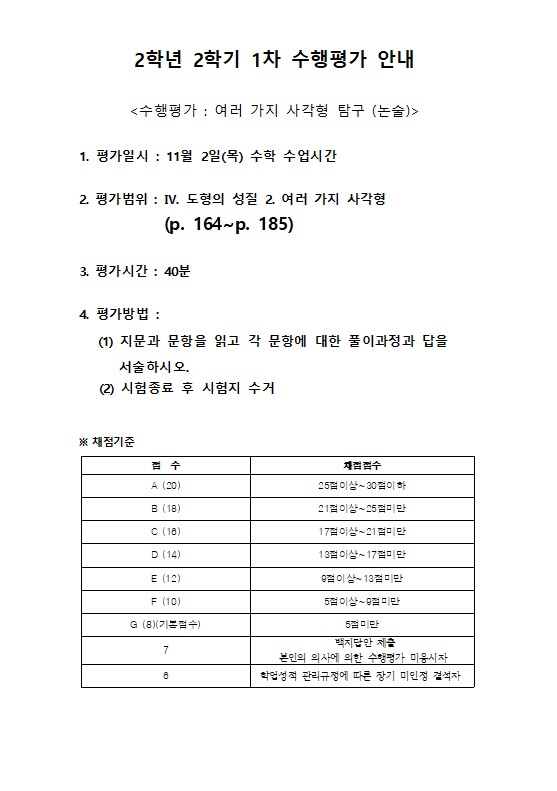 2학년 2학기 1차 수행평가 안내
<수행평가 : 여러 가지 사각형 탐구 (논술)>
1. 평가일시 : 11월 2일(목) 수학 수업시간
2. 평가범위 : Ⅳ. 도형의 성질 2. 여러 가지 사각형
(p. 164~p. 185)
3. 평가시간 : 40분
4. 평가방법 :
(1) 지문과 문항을 읽고 각 문항에 대한 풀이과정과 답을
서술하시오.
(2) 시험종료 후 시험지 수거
※ 채점기준
점 수 채점점수
A (20) 25점이상~30점이하
B (18) 21점이상~25점미만
C (16) 17점이상~21점미만
D (14) 13점이상~17점미만
E (12) 9점이상~13점미만
F (10) 5점이상~9점미만
G (8)(기본점수) 5점미만
7 백지답안 제출
본인의 의사에 의한 수행평가 미응시자
6 학업성적 관리규정에 따른 장기 미인정 결석자